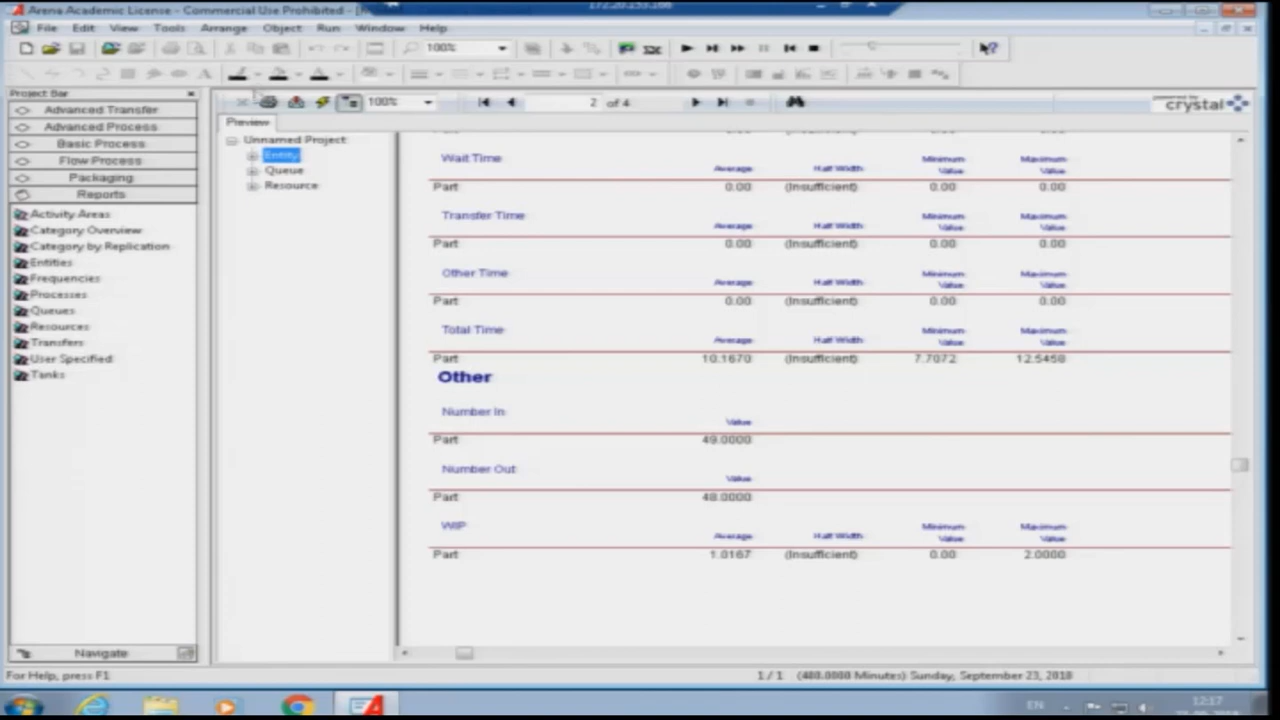 Arena Academic License - Commercial Use Prohibited - [
172.20.155.166
File Edit View Tools Arrange Object Run Window Help
100%
Project Bar
Advanced Transfer
Advanced Process
Basic Process
Flow Process
Packaging
Reports
Activity Areas
Category Overview
Category by Replication
Entities
Frequencies
Processes
Queues
Resources
Transfers
User Specified
Tanks
Navigate
100% 2 of 4
powered by
crystal
Preview
Unnamed Project
Entity
Queue
Resource
Wait Time
Average Half Width Minimum Value Maximum Value
Part 0.00 (Insufficient) 0.00 0.00
Transfer Time
Average Half Width Minimum Value Maximum Value
Part 0.00 (Insufficient) 0.00 0.00
Other Time
Average Half Width Minimum Value Maximum Value
Part 0.00 (Insufficient) 0.00 0.00
Total Time
Average Half Width Minimum Value Maximum Value
Part 10.1670 (Insufficient) 7.7072 12.5458
Other
Number In
Value
Part 49.0000
Number Out
Value
Part 48.0000
WIP
Average Half Width Minimum Value Maximum Value
Part 1.0167 (Insufficient) 0.00 2.0000
For Help, press F1
1 / 1 (480.0000 Minutes) Sunday, September 23, 2018
EN
12:17